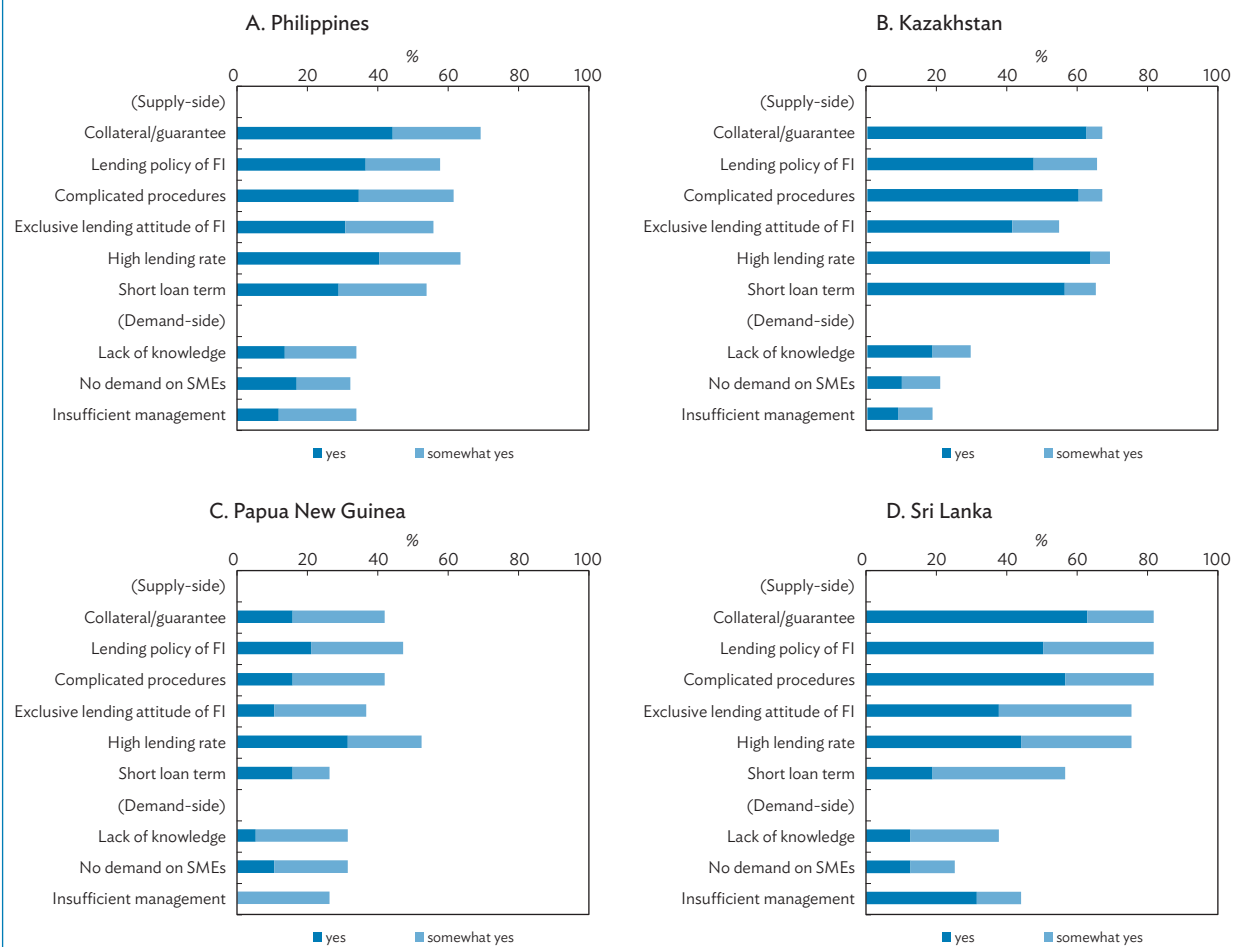 A. Philippines
%
0 20 40 60 80 100
(Supply-side)
Collateral/guarantee
Lending policy of FI
Complicated procedures
Exclusive lending attitude of FI
High lending rate
Short loan term
(Demand-side)
Lack of knowledge
No demand on SMEs
Insufficient management
yes somewhat yes
B. Kazakhstan
%
0 20 40 60 80 100
(Supply-side)
Collateral/guarantee
Lending policy of FI
Complicated procedures
Exclusive lending attitude of FI
High lending rate
Short loan term
(Demand-side)
Lack of knowledge
No demand on SMEs
Insufficient management
yes somewhat yes
C. Papua New Guinea
%
0 20 40 60 80 100
(Supply-side)
Collateral/guarantee
Lending policy of FI
Complicated procedures
Exclusive lending attitude of FI
High lending rate
Short loan term
(Demand-side)
Lack of knowledge
No demand on SMEs
Insufficient management
yes somewhat yes
D. Sri Lanka
%
0 20 40 60 80 100
(Supply-side)
Collateral/guarantee
Lending policy of FI
Complicated procedures
Exclusive lending attitude of FI
High lending rate
Short loan term
(Demand-side)
Lack of knowledge
No demand on SMEs
Insufficient management
yes somewhat yes